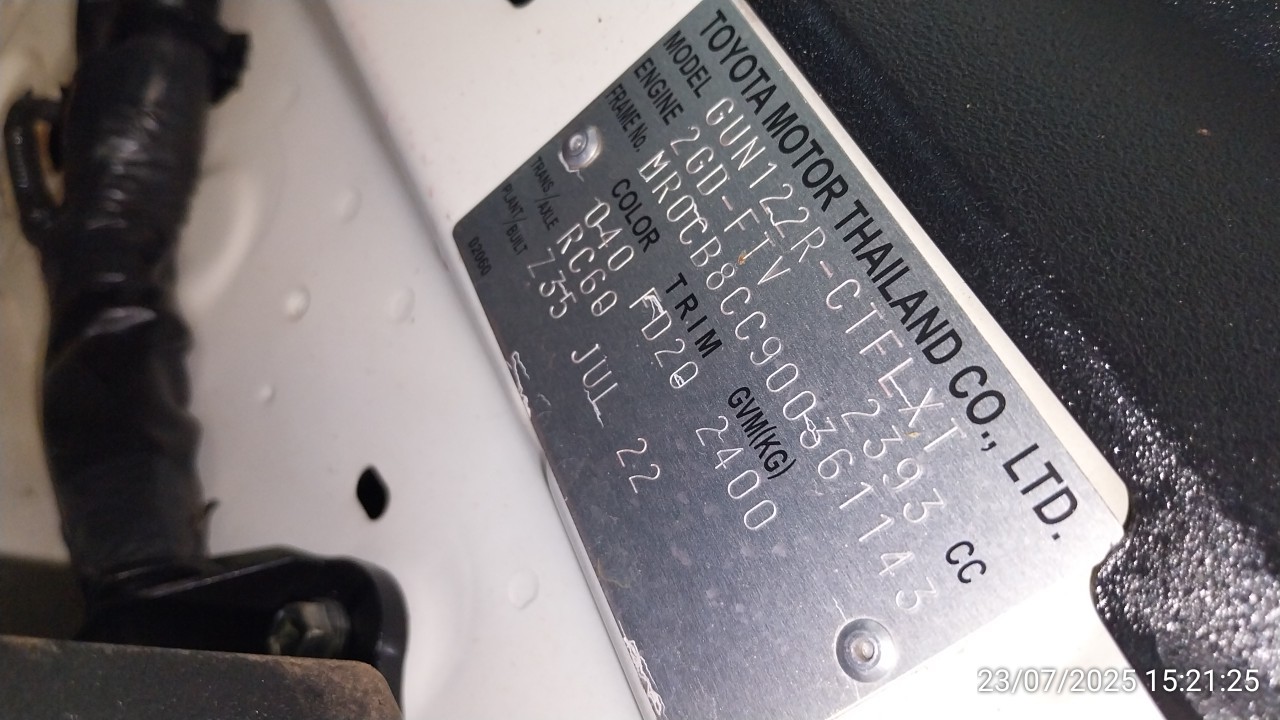 TOYOTA MOTOR THAILAND CO., LTD.
MODEL GUN122R-CTFLXT
ENGINE 2GD-FTV 2393 CC
FRAME No. MR0CB8CC900361143
COLOR TRIM GVM(KG)
040 FD20 2400
TRANS/AXLE RC60
PLANT/BUILT Z35 JUL 22
02060
23/07/2025 15:21:25